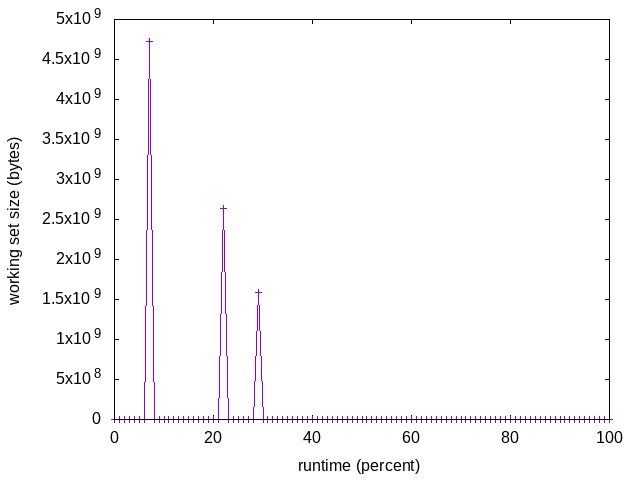 5x10^9
4.5x10^9
4x10^9
3.5x10^9
3x10^9
2.5x10^9
2x10^9
1.5x10^9
1x10^9
5x10^8
0
working set size (bytes)
0 20 40 60 80 100
runtime (percent)